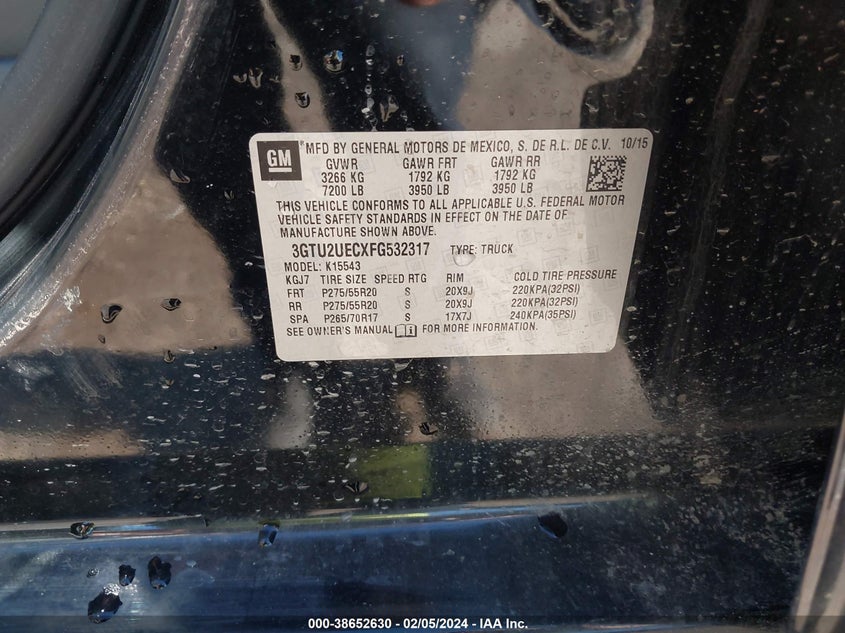 GM ® MFD BY GENERAL MOTORS DE MEXICO, S. DE R.L. DE C.V. 10/15
GVWR GAWR FRT GAWR RR
3266 KG 1792 KG 1792 KG
7200 LB 3950 LB 3950 LB
THIS VEHICLE CONFORMS TO ALL APPLICABLE U.S. FEDERAL MOTOR
VEHICLE SAFETY STANDARDS IN EFFECT ON THE DATE OF
MANUFACTURE SHOWN ABOVE.
3GTU2UECXFG532317 TYPE: TRUCK
MODEL: K15543
KGJ7 TIRE SIZE SPEED RTG RIM COLD TIRE PRESSURE
FRT P275/55R20 S 20X9J 220KPA(32PSI)
RR P275/55R20 S 20X9J 220KPA(32PSI)
SPA P265/70R17 S 17X7J 240KPA(35PSI)
SEE OWNER'S MANUAL FOR MORE INFORMATION.
000-38652630 - 02/05/2024 - IAA Inc.